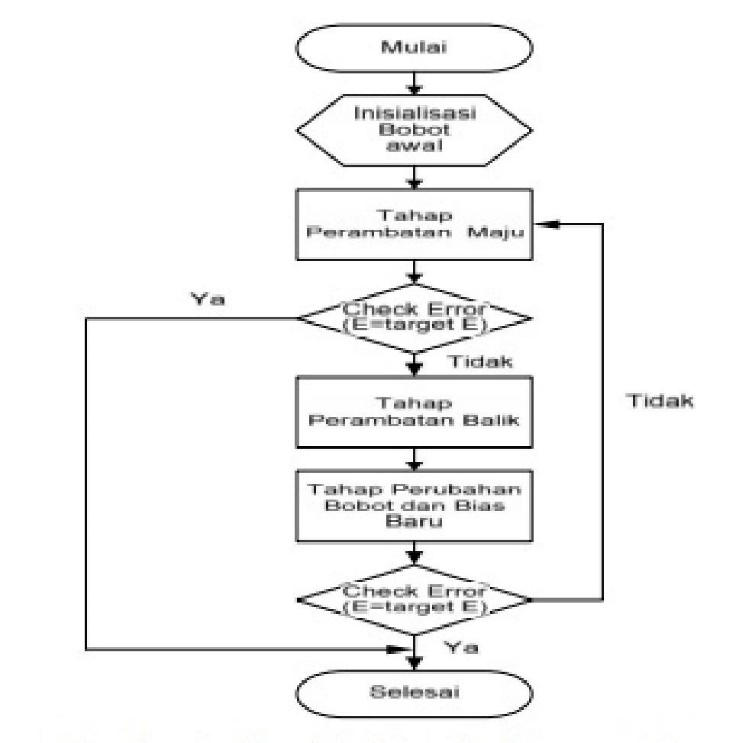 Mulai
Inisialisasi
Bobot
awal
Tahap
Perambatan Maju
Ya
Check Error
(E=target E)
Tidak
Tahap
Perambatan Balik
Tidak
Tahap Perubahan
Bobot dan Bias
Baru
Check Error
(E=target E)
Ya
Selesai